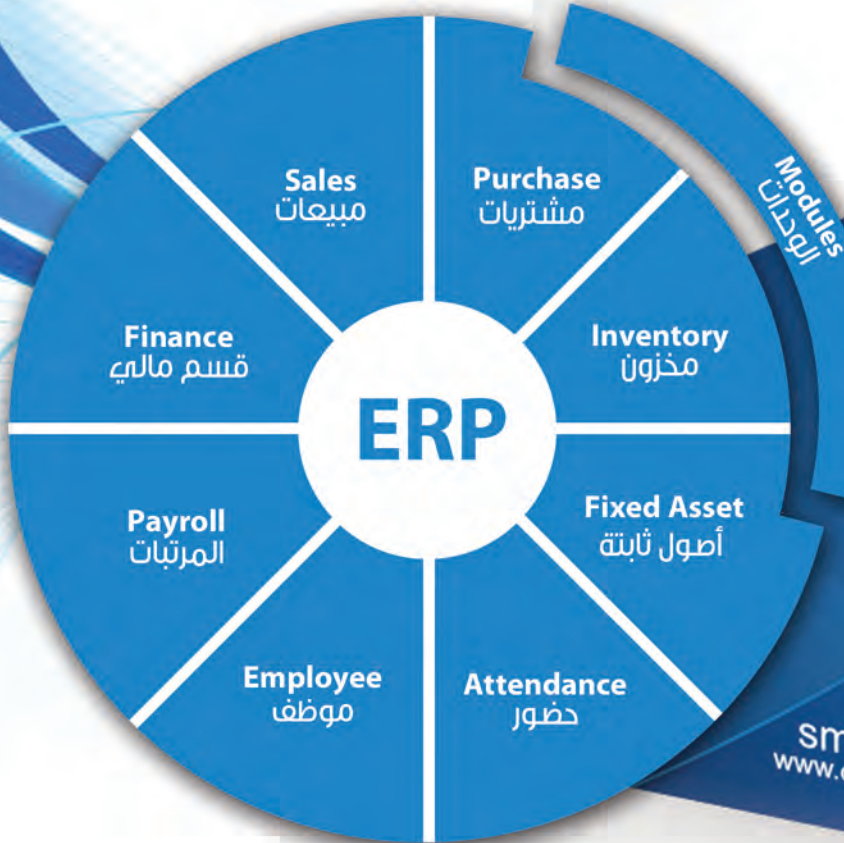 Sales
مبيعات
Purchase
مشتريات
Modules
الوحدات
Finance
قسم مالي
Inventory
مخزون
ERP
Payroll
المرتبات
Fixed Asset
أصول ثابتة
Employee
موظف
Attendance
حضور
www.